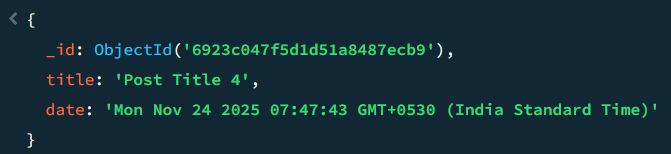 {
_id: ObjectId('6923c047f5d1d51a8487ecb9'),
title: 'Post Title 4',
date: 'Mon Nov 24 2025 07:47:43 GMT+0530 (India Standard Time)'
}